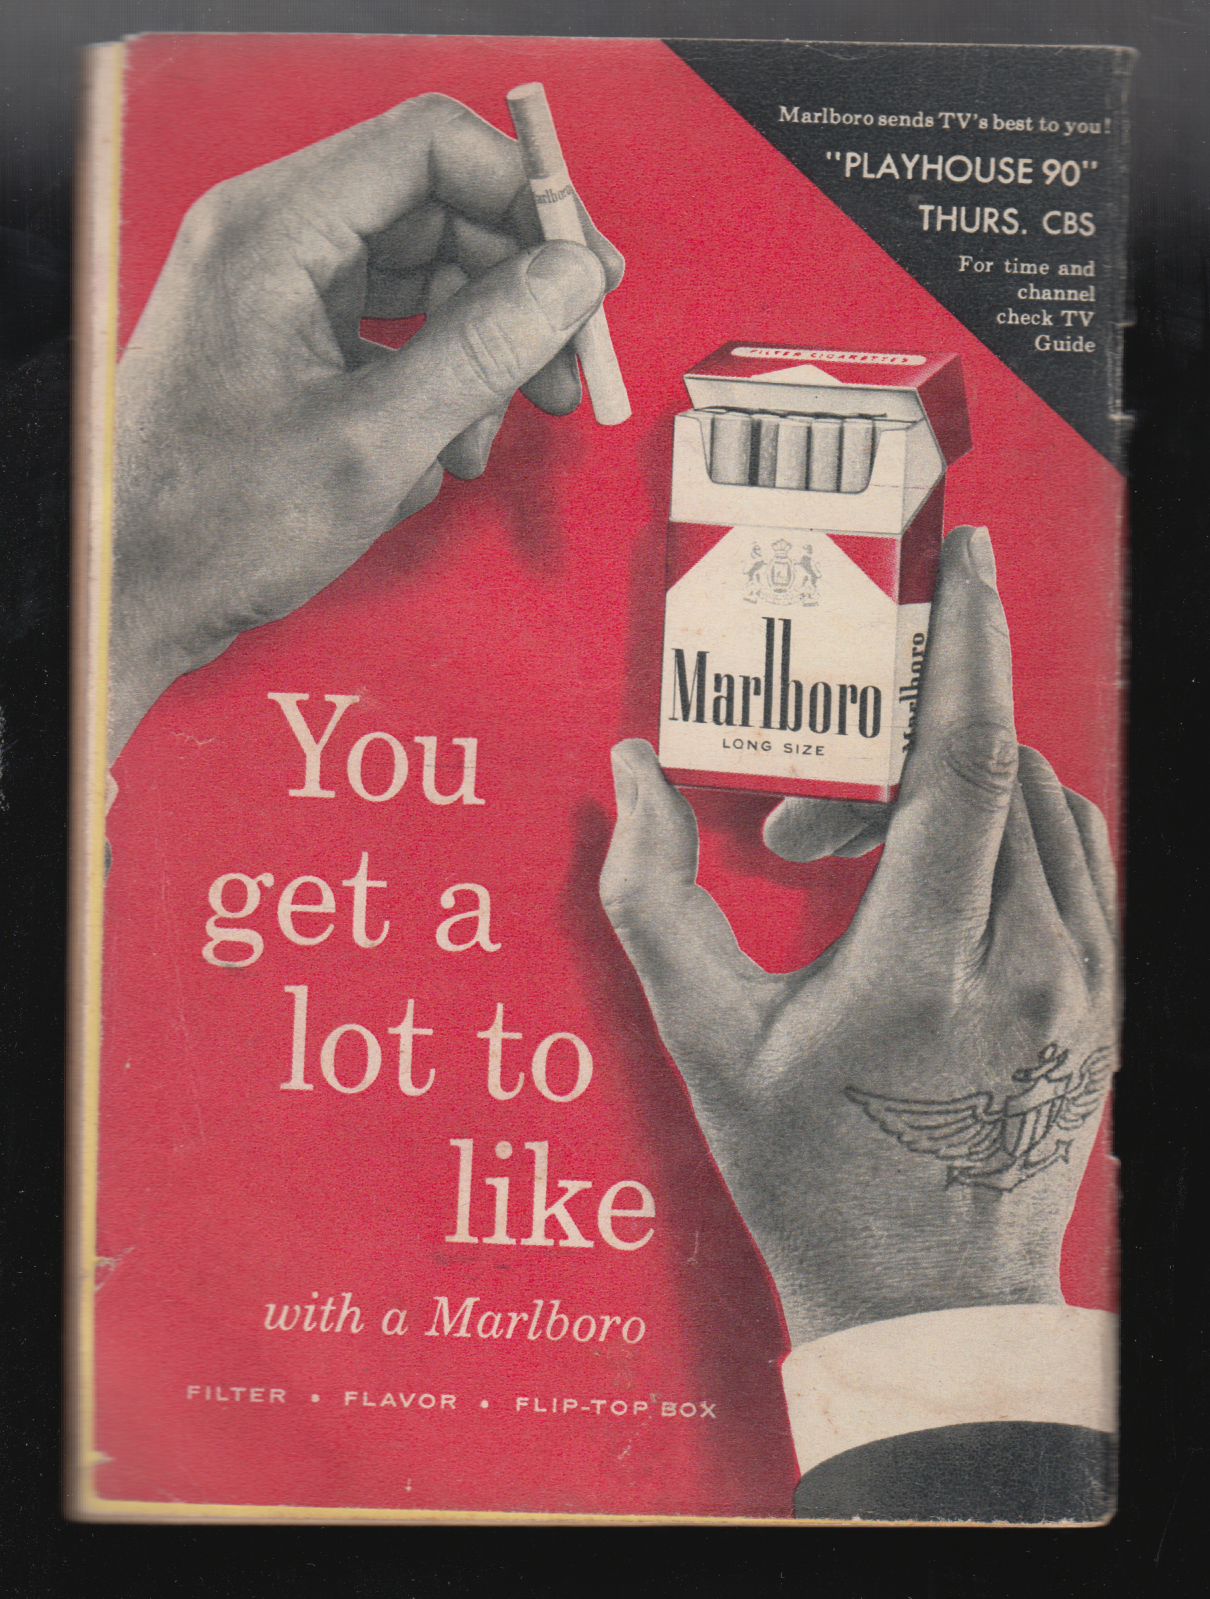 Marlboro sends TV's best to you!
"PLAYHOUSE 90"
THURS. CBS
For time and
channel
check TV
Guide
arlboro
FILTER CIGARETTES
Marlboro
LONG SIZE
Marlboro
You
get a
lot to
like
with a Marlboro
FILTER • FLAVOR • FLIP-TOP BOX